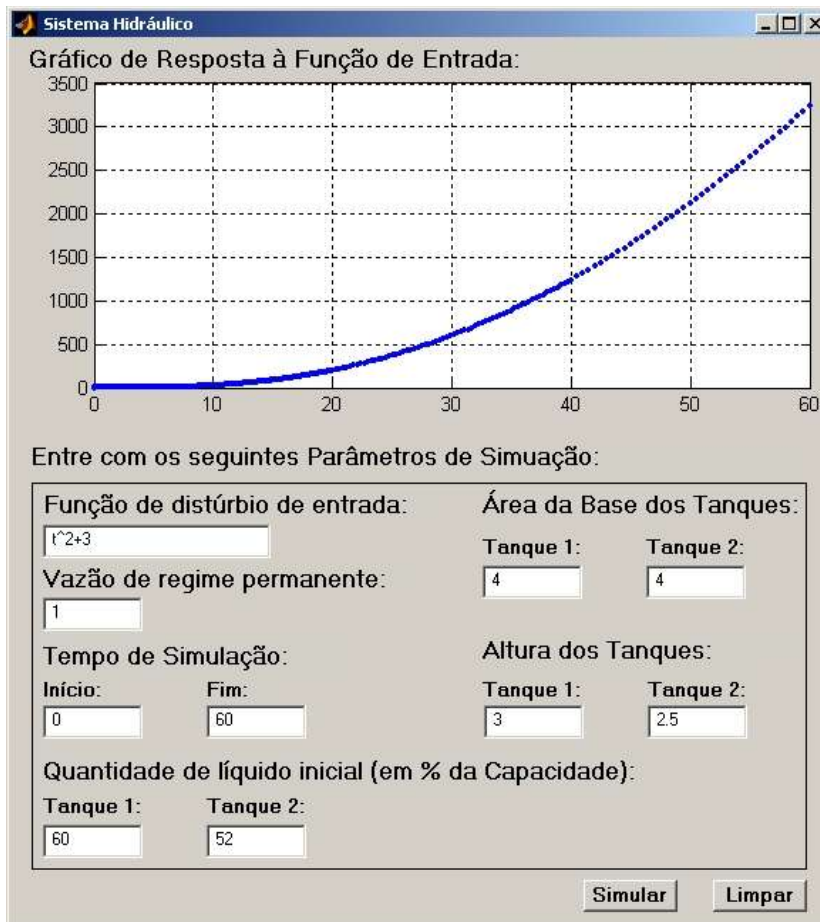 Sistema Hidráulico
Gráfico de Resposta à Função de Entrada:
3500
3000
2500
2000
1500
1000
500
0
0 10 20 30 40 50 60
Entre com os seguintes Parâmetros de Simuação:
Função de distúrbio de entrada:
t^2+3
Vazão de regime permanente:
1
Tempo de Simulação:
Início: Fim:
0 60
Área da Base dos Tanques:
Tanque 1: Tanque 2:
4 4
Altura dos Tanques:
Tanque 1: Tanque 2:
3 2.5
Quantidade de líquido inicial (em % da Capacidade):
Tanque 1: Tanque 2:
60 52
Simular Limpar